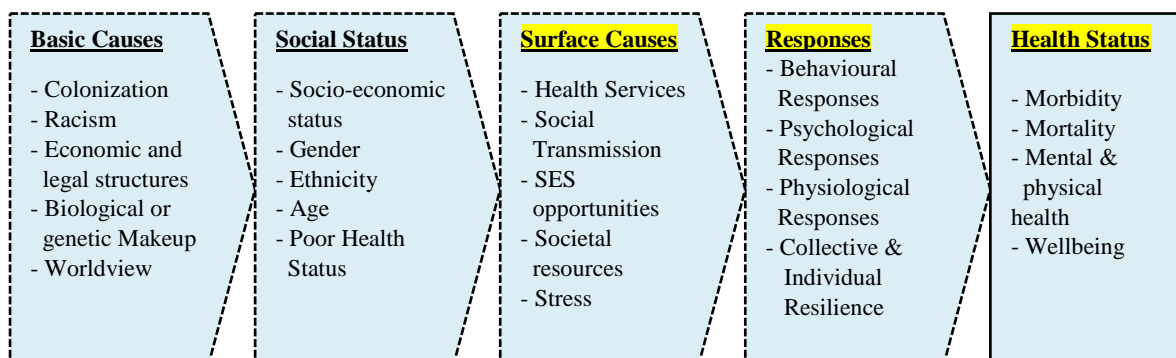 Basic Causes
- Colonization
- Racism
- Economic and
legal structures
- Biological or
genetic Makeup
- Worldview
Social Status
- Socio-economic
status
- Gender
- Ethnicity
- Age
- Poor Health
Status
Surface Causes
- Health Services
- Social
Transmission
- SES
opportunities
- Societal
resources
- Stress
Responses
- Behavioural
Responses
- Psychological
Responses
- Physiological
Responses
- Collective &
Individual
Resilience
Health Status
- Morbidity
- Mortality
- Mental &
physical
health
- Wellbeing